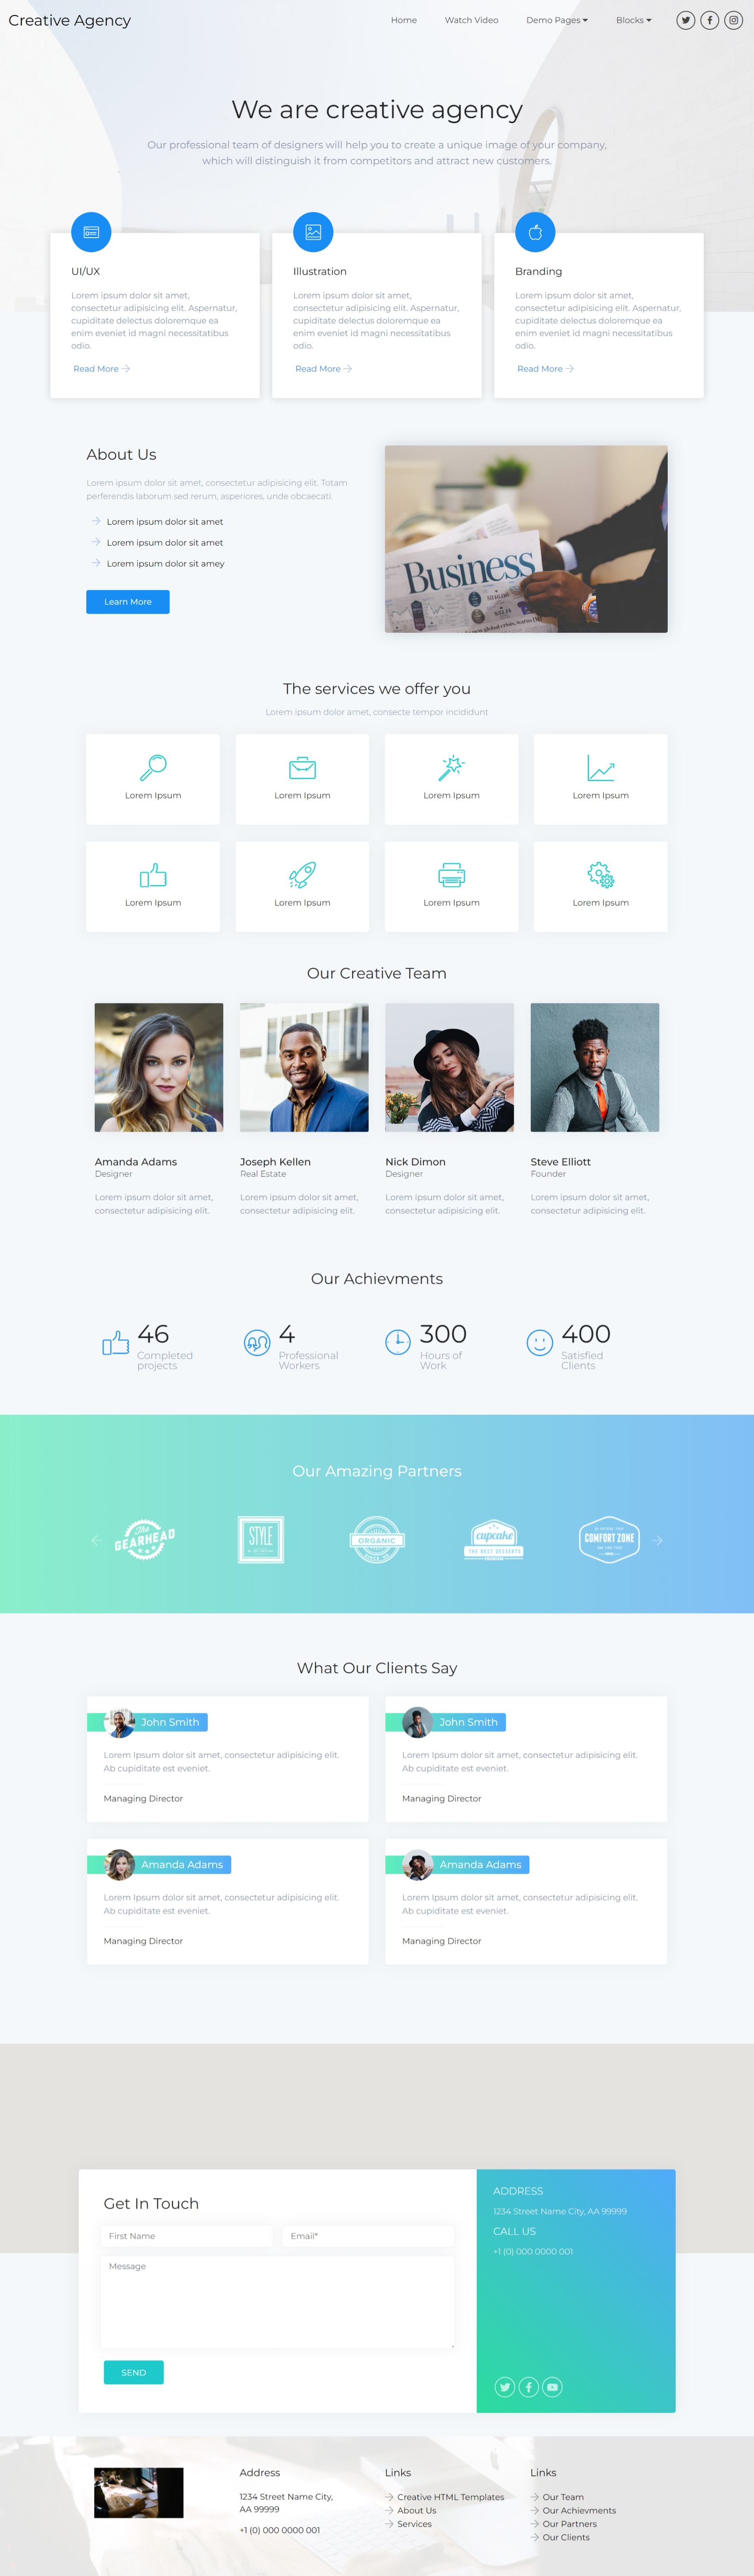 Creative Agency
Home
Watch Video
Demo Pages
Blocks
We are creative agency
Our professional team of designers will help you to create a unique image of your company,
which will distinguish it from competitors and attract new customers.
UI/UX
Lorem ipsum dolor sit amet,
consectetur adipisicing elit. Aspernatur,
cupiditate delectus doloremque ea
enim eveniet id magni necessitatibus
odio.
Read More
Illustration
Lorem ipsum dolor sit amet,
consectetur adipisicing elit. Aspernatur,
cupiditate delectus doloremque ea
enim eveniet id magni necessitatibus
odio.
Read More
Branding
Lorem ipsum dolor sit amet,
consectetur adipisicing elit. Aspernatur,
cupiditate delectus doloremque ea
enim eveniet id magni necessitatibus
odio.
Read More
About Us
Lorem ipsum dolor sit amet, consectetur adipisicing elit. Totam
perferendis laborum sed rerum, asperiores, unde obcaecati.
Lorem ipsum dolor sit amet
Lorem ipsum dolor sit amet
Lorem ipsum dolor sit amey
Learn More
Business
The services we offer you
Lorem ipsum dolor amet, consecte tempor incididunt
Lorem Ipsum
Lorem Ipsum
Lorem Ipsum
Lorem Ipsum
Lorem Ipsum
Lorem Ipsum
Lorem Ipsum
Lorem Ipsum
Our Creative Team
Amanda Adams
Designer
Lorem ipsum dolor sit amet,
consectetur adipisicing elit.
Joseph Kellen
Real Estate
Lorem ipsum dolor sit amet,
consectetur adipisicing elit.
Nick Dimon
Designer
Lorem ipsum dolor sit amet,
consectetur adipisicing elit.
Steve Elliott
Founder
Lorem ipsum dolor sit amet,
consectetur adipisicing elit.
Our Achievments
46
Completed
projects
4
Professional
Workers
300
Hours of
Work
400
Satisfied
Clients
Our Amazing Partners
The
GEARHEAD
STYLE
ORGANIC
cupcake
THE BEST DESSERTS
COMFORT ZONE
What Our Clients Say
John Smith
Lorem Ipsum dolor sit amet, consectetur adipisicing elit.
Ab cupiditate est eveniet.
Managing Director
John Smith
Lorem Ipsum dolor sit amet, consectetur adipisicing elit.
Ab cupiditate est eveniet.
Managing Director
Amanda Adams
Lorem Ipsum dolor sit amet, consectetur adipisicing elit.
Ab cupiditate est eveniet.
Managing Director
Amanda Adams
Lorem Ipsum dolor sit amet, consectetur adipisicing elit.
Ab cupiditate est eveniet.
Managing Director
Get In Touch
First Name
Email*
Message
SEND
ADDRESS
1234 Street Name City, AA 99999
CALL US
+1 (0) 000 0000 001
Address
1234 Street Name City,
AA 99999
+1 (0) 000 0000 001
Links
Creative HTML Templates
About Us
Services
Links
Our Team
Our Achievments
Our Partners
Our Clients